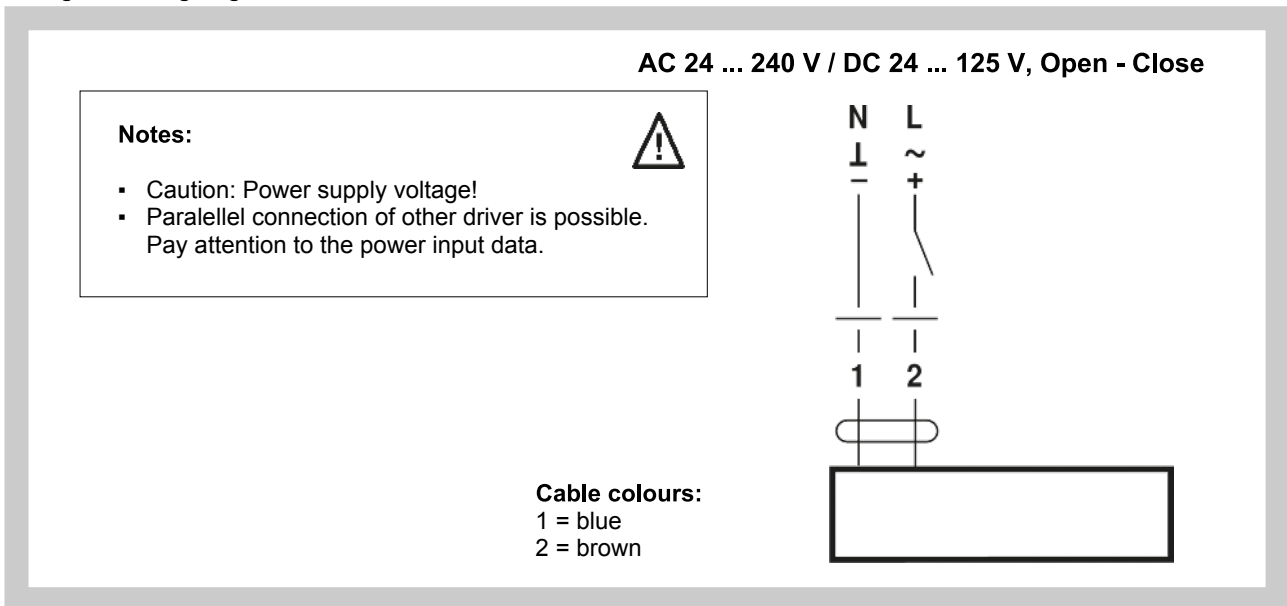 AC 24 ... 240 V / DC 24 ... 125 V, Open - Close
Notes:
▪ Caution: Power supply voltage!
▪ Paralellel connection of other driver is possible.
Pay attention to the power input data.
N L
⊥ ~
− +
1 2
Cable colours:
1 = blue
2 = brown